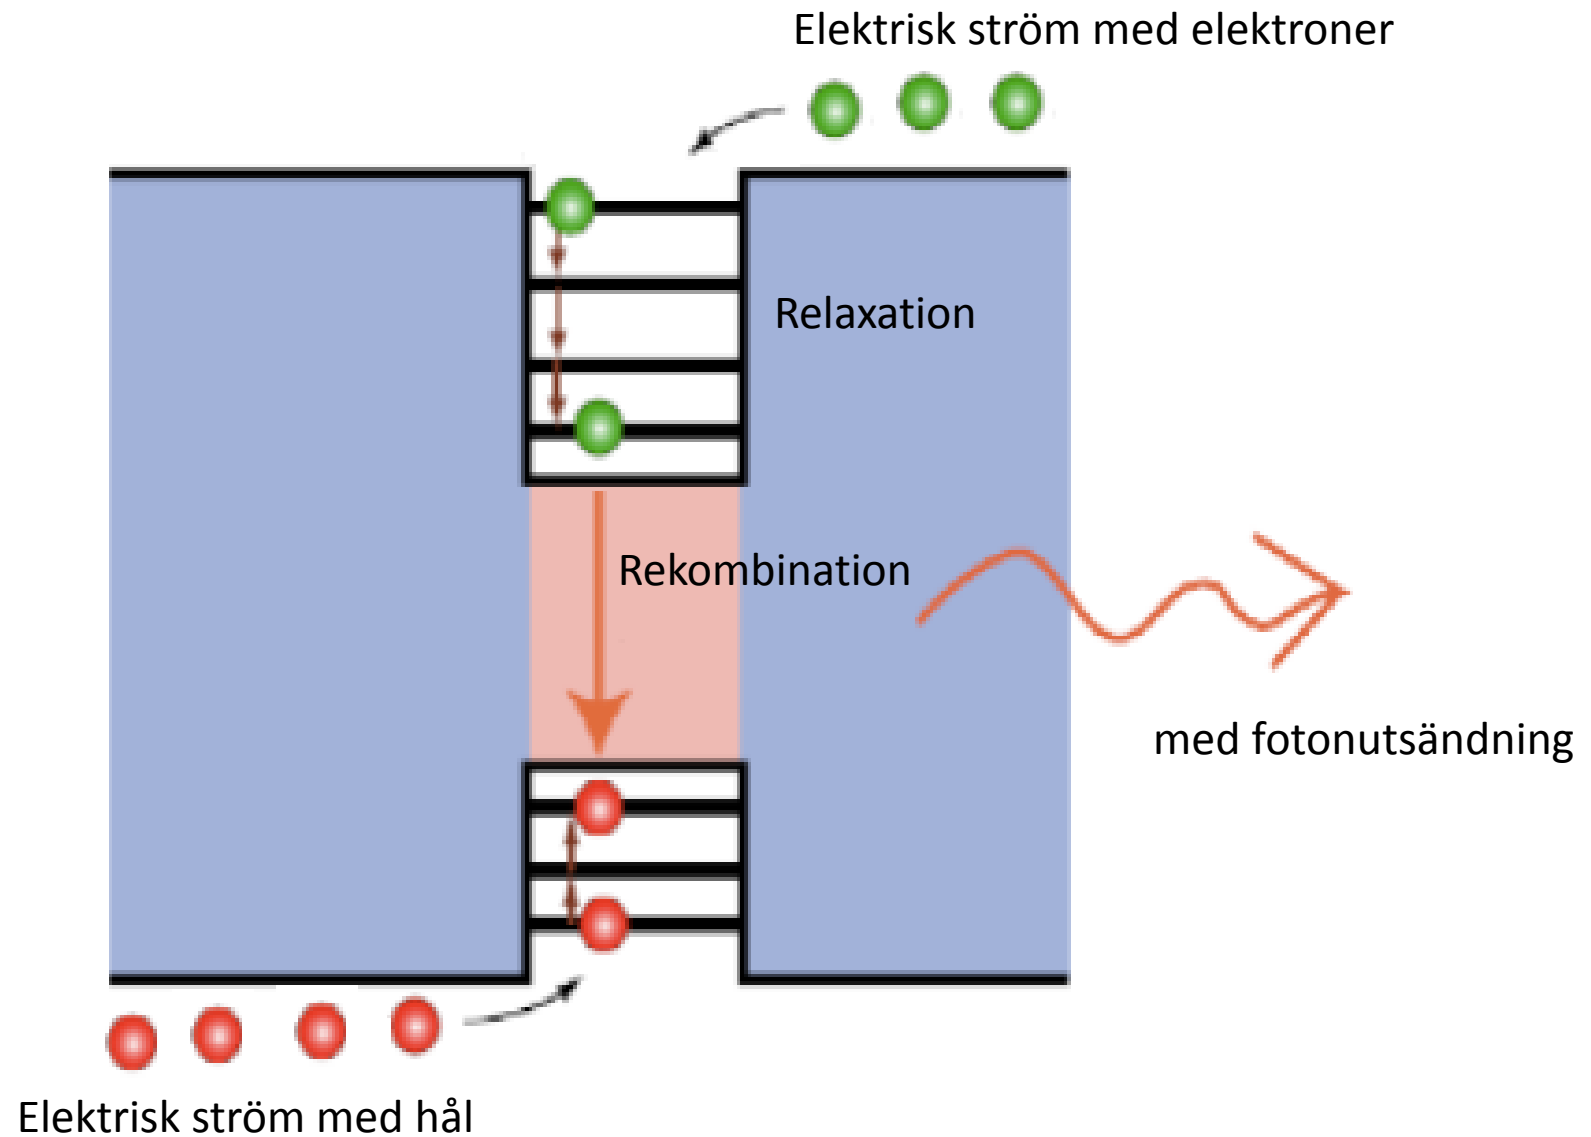 Elektrisk ström med elektroner
Relaxation
Rekombination
med fotonutsändning
Elektrisk ström med hål